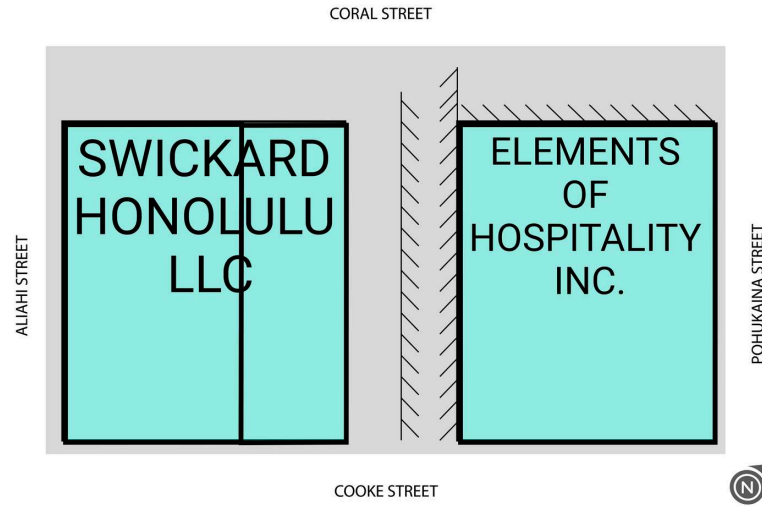 CORAL STREET
SWICKARD
HONOLULU
LLC
ELEMENTS
OF
HOSPITALITY
INC.
ALIAHI STREET
POHUKAINA STREET
COOKE STREET
N